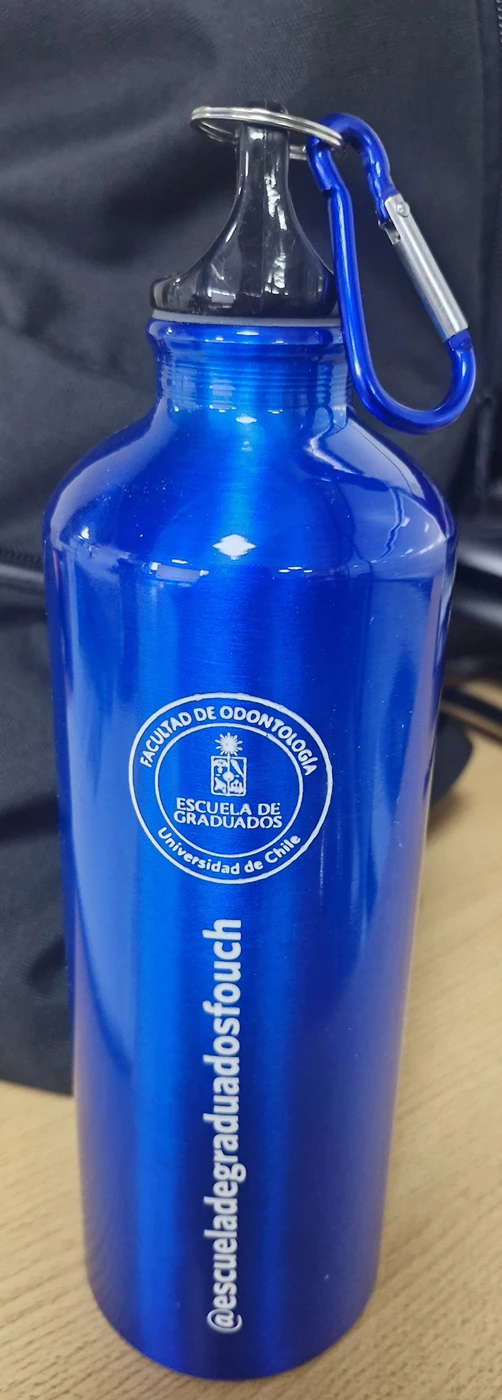 FACULTAD DE ODONTOLOGÍA
ESCUELA DE
GRADUADOS
Universidad de Chile
@escueladegraduadosfouch